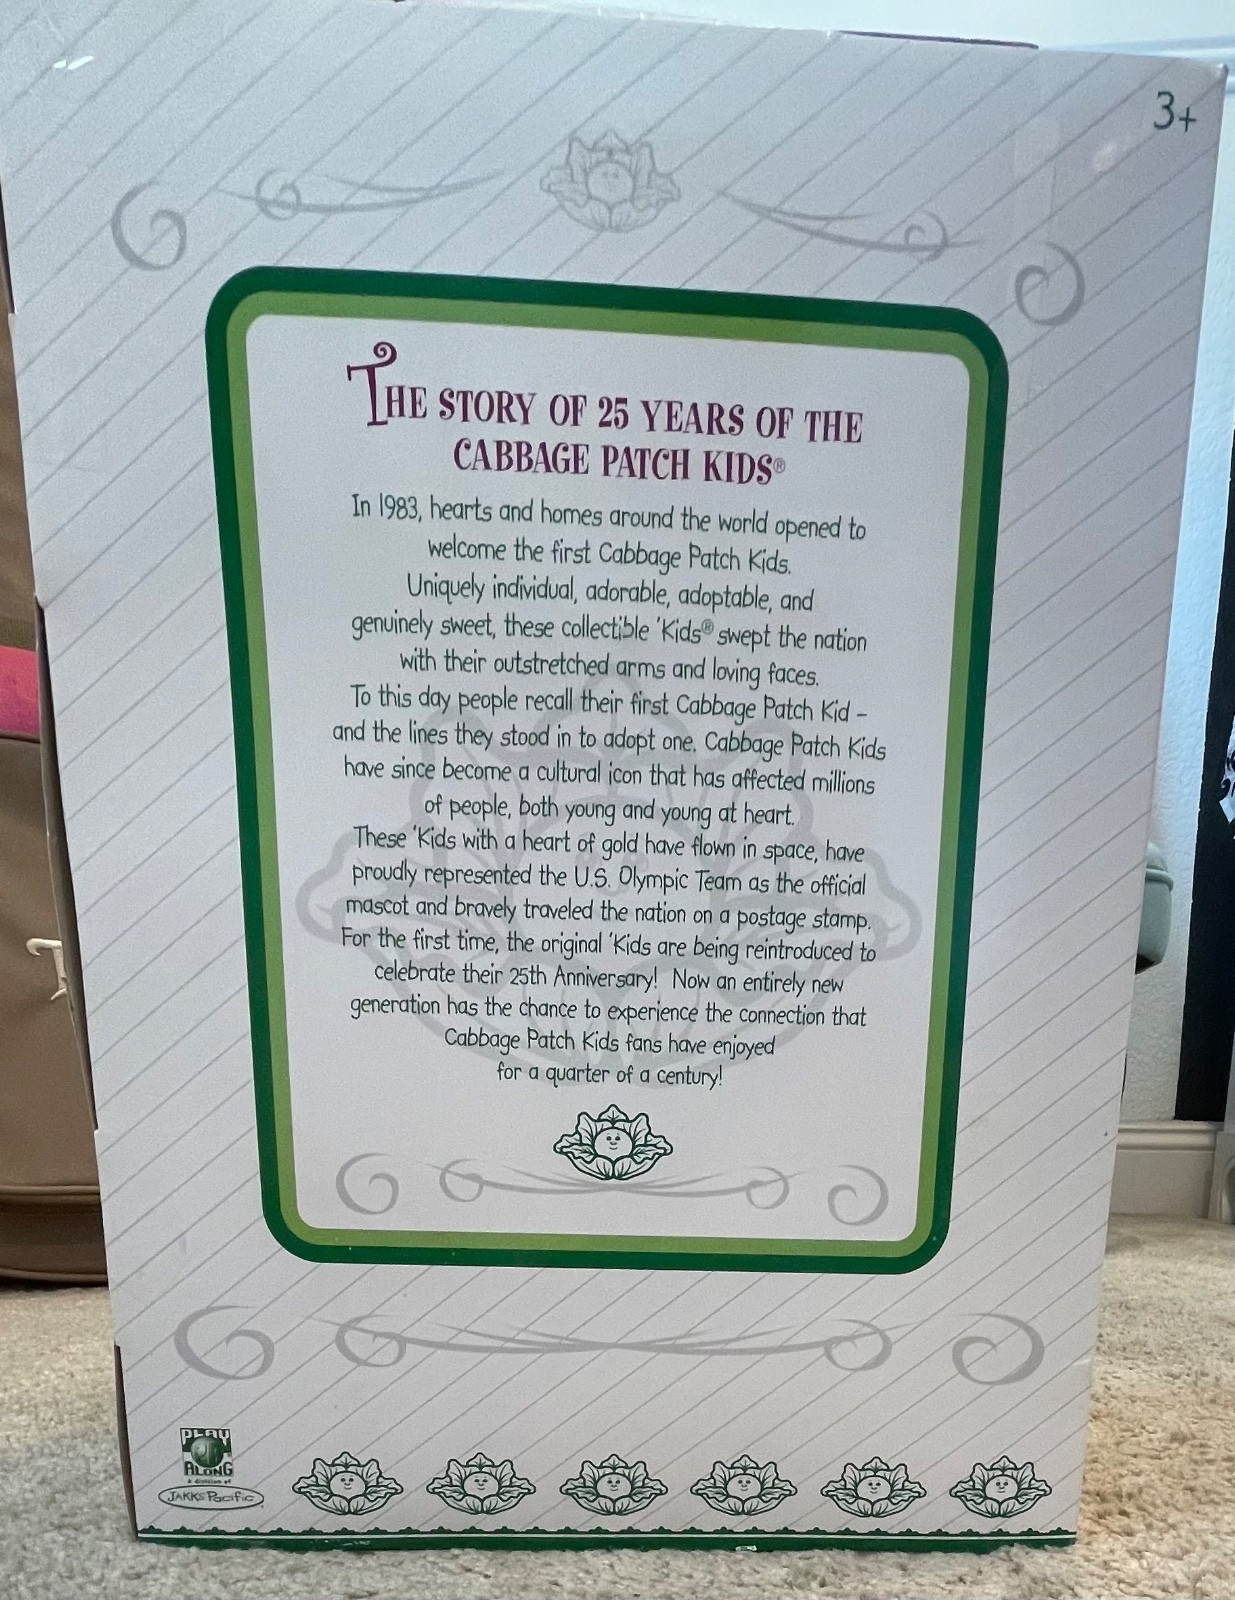 3+
THE STORY OF 25 YEARS OF THE
CABBAGE PATCH KIDS®
In 1983, hearts and homes around the world opened to
welcome the first Cabbage Patch Kids.
Uniquely individual, adorable, adoptable, and
genuinely sweet, these collectible 'Kids® swept the nation
with their outstretched arms and loving faces.
To this day people recall their first Cabbage Patch Kid –
and the lines they stood in to adopt one. Cabbage Patch Kids
have since become a cultural icon that has affected millions
of people, both young and young at heart.
These 'Kids with a heart of gold have flown in space, have
proudly represented the U.S. Olympic Team as the official
mascot and bravely traveled the nation on a postage stamp.
For the first time, the original 'Kids are being reintroduced to
celebrate their 25th Anniversary! Now an entirely new
generation has the chance to experience the connection that
Cabbage Patch Kids fans have enjoyed
for a quarter of a century!
PLAY
ALONG
a division of
JAKKS Pacific